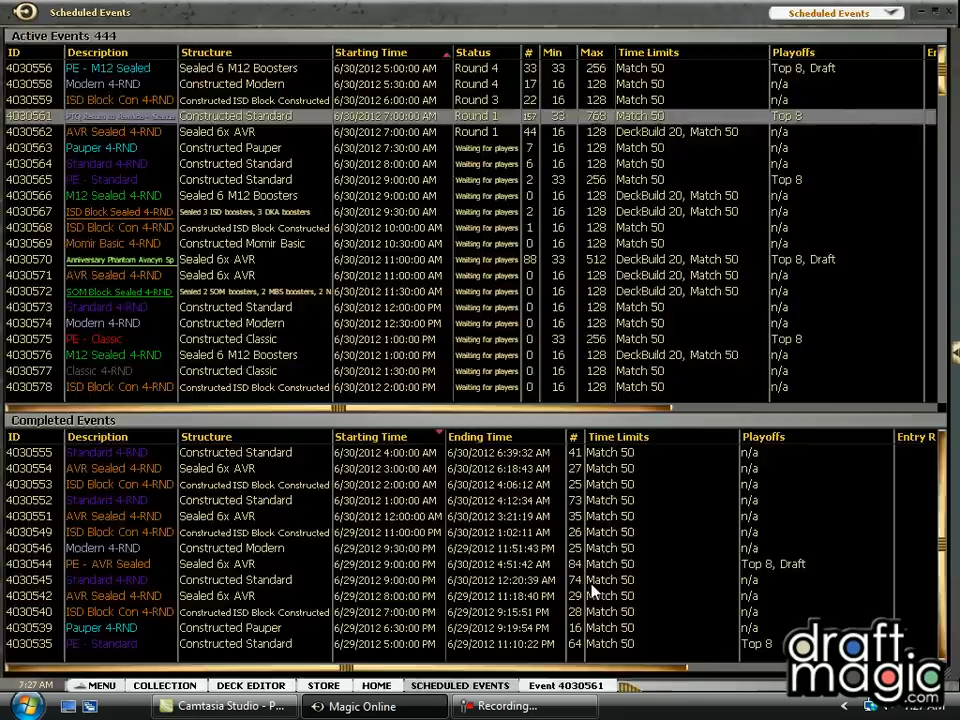 Scheduled Events Scheduled Events
Active Events 444
ID Description Structure Starting Time Status # Min Max Time Limits Playoffs Er
4030556 PE - M12 Sealed Sealed 6 M12 Boosters 6/30/2012 5:00:00 AM Round 4 33 33 256 Match 50 Top 8, Draft
4030558 Modern 4-RND Constructed Modern 6/30/2012 5:30:00 AM Round 4 17 16 128 Match 50 n/a
4030559 ISD Block Con 4-RND Constructed ISD Block Constructed 6/30/2012 6:00:00 AM Round 3 22 16 128 Match 50 n/a
4030561 Constructed Standard 6/30/2012 7:00:00 AM Round 1 157 33 768 Match 50 Top 8
4030562 AVR Sealed 4-RND Sealed 6x AVR 6/30/2012 7:00:00 AM Round 1 44 16 128 DeckBuild 20, Match 50 n/a
4030563 Pauper 4-RND Constructed Pauper 6/30/2012 7:30:00 AM Waiting for players 7 16 128 Match 50 n/a
4030564 Standard 4-RND Constructed Standard 6/30/2012 8:00:00 AM Waiting for players 6 16 128 Match 50 n/a
4030565 PE - Standard Constructed Standard 6/30/2012 9:00:00 AM Waiting for players 2 33 256 Match 50 Top 8
4030566 M12 Sealed 4-RND Sealed 6 M12 Boosters 6/30/2012 9:00:00 AM Waiting for players 0 16 128 DeckBuild 20, Match 50 n/a
4030567 ISD Block Sealed 4-RND Sealed 3 ISD boosters, 3 DKA boosters 6/30/2012 9:30:00 AM Waiting for players 2 16 128 DeckBuild 20, Match 50 n/a
4030568 ISD Block Con 4-RND Constructed ISD Block Constructed 6/30/2012 10:00:00 AM Waiting for players 1 16 128 Match 50 n/a
4030569 Momir Basic 4-RND Constructed Momir Basic 6/30/2012 10:30:00 AM Waiting for players 0 16 128 Match 50 n/a
4030570 Anniversary Phantom Avacyn Sp Sealed 6x AVR 6/30/2012 11:00:00 AM Waiting for players 88 33 512 DeckBuild 20, Match 50 Top 8, Draft
4030571 AVR Sealed 4-RND Sealed 6x AVR 6/30/2012 11:00:00 AM Waiting for players 0 16 128 DeckBuild 20, Match 50 n/a
4030572 SOM Block Sealed 4-RND Sealed 2 SOM boosters, 2 MBS boosters, 2 N 6/30/2012 11:30:00 AM Waiting for players 0 16 128 DeckBuild 20, Match 50 n/a
4030573 Standard 4-RND Constructed Standard 6/30/2012 12:00:00 PM Waiting for players 0 16 128 Match 50 n/a
4030574 Modern 4-RND Constructed Modern 6/30/2012 12:30:00 PM Waiting for players 0 16 128 Match 50 n/a
4030575 PE - Classic Constructed Classic 6/30/2012 1:00:00 PM Waiting for players 0 33 256 Match 50 Top 8
4030576 M12 Sealed 4-RND Sealed 6 M12 Boosters 6/30/2012 1:00:00 PM Waiting for players 0 16 128 DeckBuild 20, Match 50 n/a
4030577 Classic 4-RND Constructed Classic 6/30/2012 1:30:00 PM Waiting for players 0 16 128 Match 50 n/a
4030578 ISD Block Con 4-RND Constructed ISD Block Constructed 6/30/2012 2:00:00 PM Waiting for players 0 16 128 Match 50 n/a
Completed Events
ID Description Structure Starting Time Ending Time # Time Limits Playoffs Entry R
4030555 Standard 4-RND Constructed Standard 6/30/2012 4:00:00 AM 6/30/2012 6:39:32 AM 41 Match 50 n/a
4030554 AVR Sealed 4-RND Sealed 6x AVR 6/30/2012 3:00:00 AM 6/30/2012 6:18:43 AM 27 Match 50 n/a
4030553 ISD Block Con 4-RND Constructed ISD Block Constructed 6/30/2012 2:00:00 AM 6/30/2012 4:06:12 AM 25 Match 50 n/a
4030552 Standard 4-RND Constructed Standard 6/30/2012 1:00:00 AM 6/30/2012 4:12:34 AM 73 Match 50 n/a
4030551 AVR Sealed 4-RND Sealed 6x AVR 6/30/2012 12:00:00 AM 6/30/2012 3:21:19 AM 35 Match 50 n/a
4030549 ISD Block Con 4-RND Constructed ISD Block Constructed 6/29/2012 11:00:00 PM 6/30/2012 1:02:11 AM 26 Match 50 n/a
4030546 Modern 4-RND Constructed Modern 6/29/2012 9:30:00 PM 6/29/2012 11:51:43 PM 25 Match 50 n/a
4030544 PE - AVR Sealed Sealed 6x AVR 6/29/2012 9:00:00 PM 6/30/2012 4:51:42 AM 84 Match 50 Top 8, Draft
4030545 Standard 4-RND Constructed Standard 6/29/2012 9:00:00 PM 6/30/2012 12:20:39 AM 74 Match 50 n/a
4030542 AVR Sealed 4-RND Sealed 6x AVR 6/29/2012 8:00:00 PM 6/29/2012 11:18:40 PM 29 Match 50 n/a
4030540 ISD Block Con 4-RND Constructed ISD Block Constructed 6/29/2012 7:00:00 PM 6/29/2012 9:15:51 PM 28 Match 50 n/a
4030539 Pauper 4-RND Constructed Pauper 6/29/2012 6:30:00 PM 6/29/2012 9:19:54 PM 16 Match 50 n/a
4030535 PE - Standard Constructed Standard 6/29/2012 5:00:00 PM 6/29/2012 11:10:22 PM 64 Match 50 Top 8
7:27 AM MENU COLLECTION DECK EDITOR STORE HOME SCHEDULED EVENTS Event 4030561
draft
magic
.com
Camtasia Studio - P... Magic Online Recording... 7:27 AM